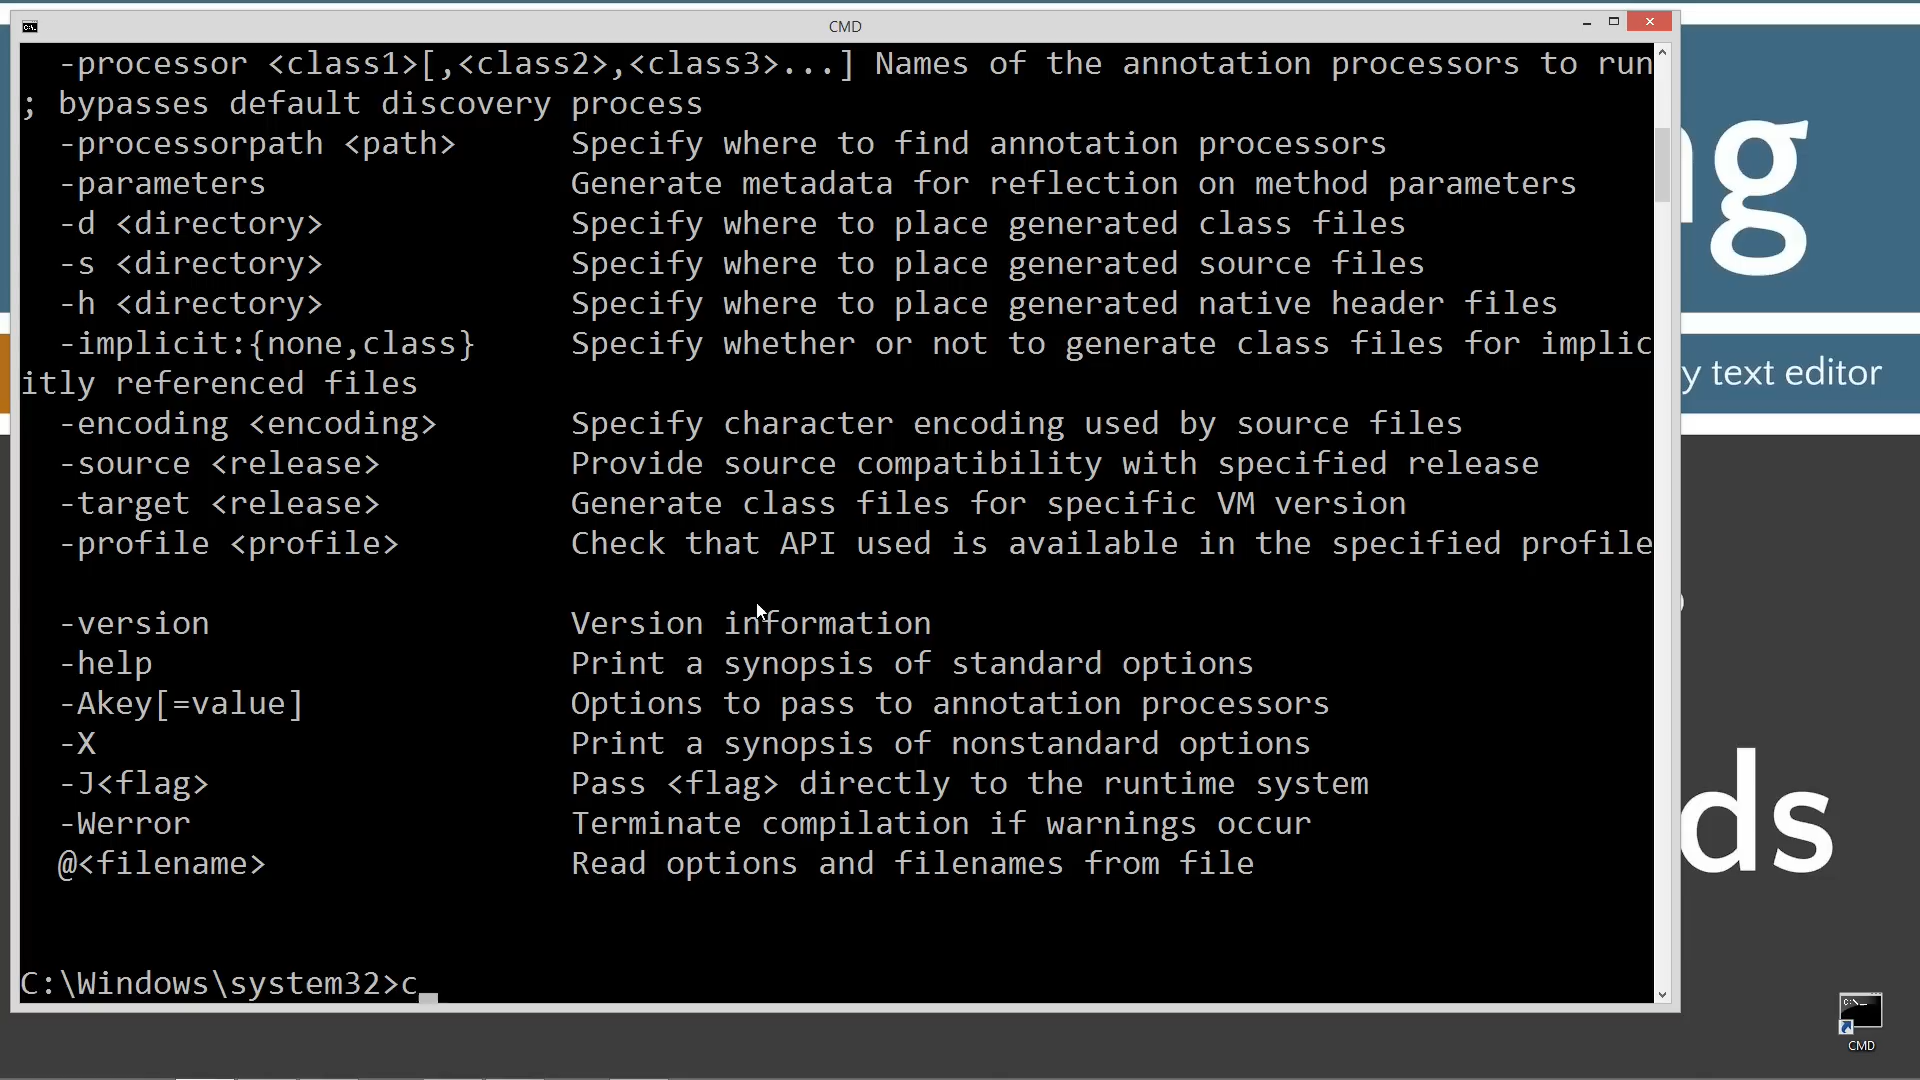 CMD
-processor <class1>[,<class2>,<class3>...] Names of the annotation processors to run
; bypasses default discovery process
-processorpath <path> Specify where to find annotation processors
-parameters Generate metadata for reflection on method parameters
-d <directory> Specify where to place generated class files
-s <directory> Specify where to place generated source files
-h <directory> Specify where to place generated native header files
-implicit:{none,class} Specify whether or not to generate class files for implic
itly referenced files
-encoding <encoding> Specify character encoding used by source files
-source <release> Provide source compatibility with specified release
-target <release> Generate class files for specific VM version
-profile <profile> Check that API used is available in the specified profile
-version Version information
-help Print a synopsis of standard options
-Akey[=value] Options to pass to annotation processors
-X Print a synopsis of nonstandard options
-J<flag> Pass <flag> directly to the runtime system
-Werror Terminate compilation if warnings occur
@<filename> Read options and filenames from file
C:\Windows\system32>c
g
y text editor
ds
CMD